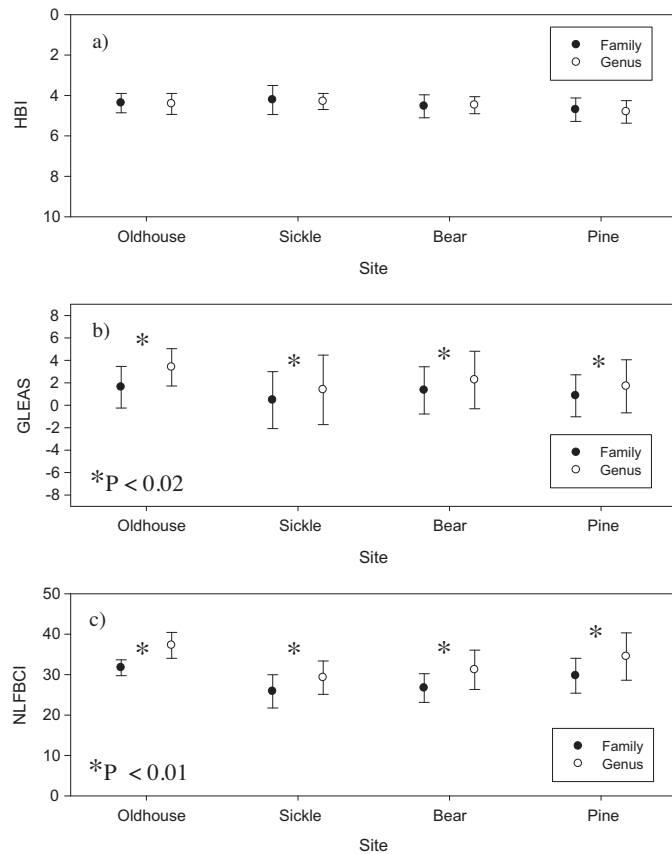 a)
Family
Genus
HBI
0
2
4
6
8
10
Oldhouse Sickle Bear Pine
Site
b)
GLEAS
8
6
4
2
0
-2
-4
-6
-8
* * * *
Family
Genus
*P < 0.02
Oldhouse Sickle Bear Pine
Site
c)
NLFBCI
50
40
30
20
10
0
* * * *
Family
Genus
*P < 0.01
Oldhouse Sickle Bear Pine
Site